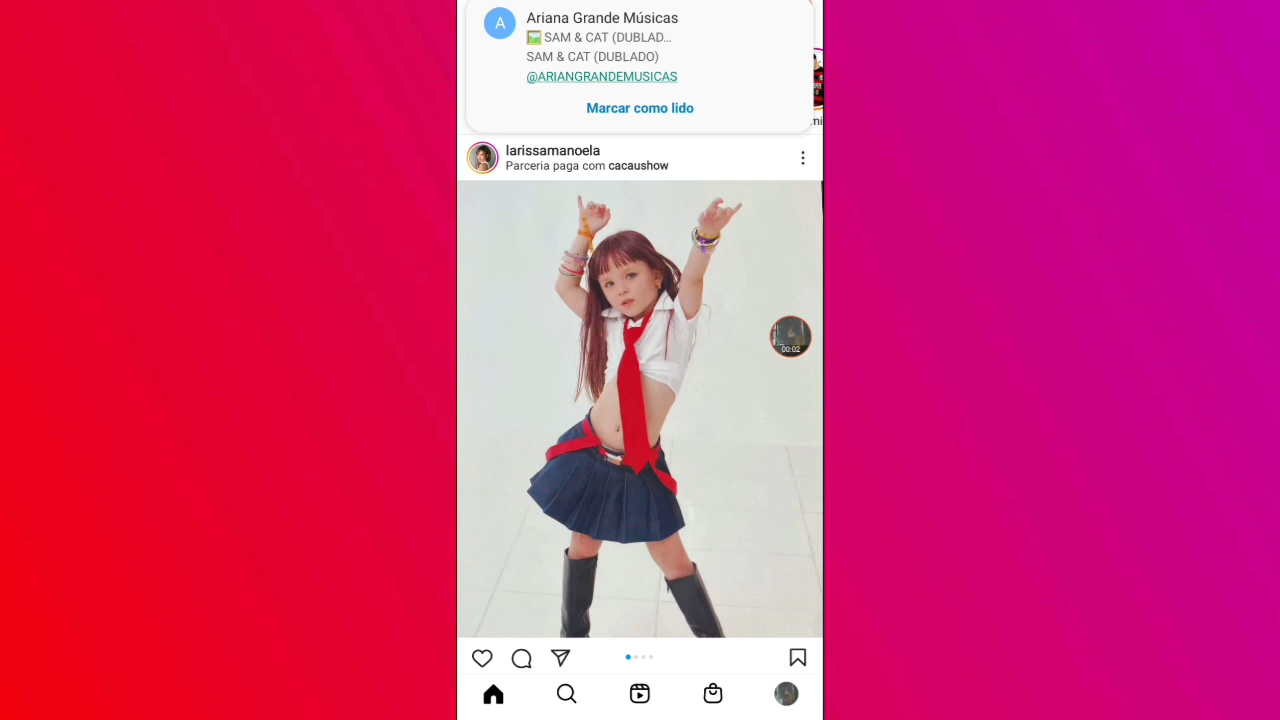 A
Ariana Grande Músicas
SAM & CAT (DUBLAD...
SAM & CAT (DUBLADO)
@ARIANGRANDEMUSICAS
Marcar como lido
mi
larissamanoela
Parceria paga com cacaushow
00:02